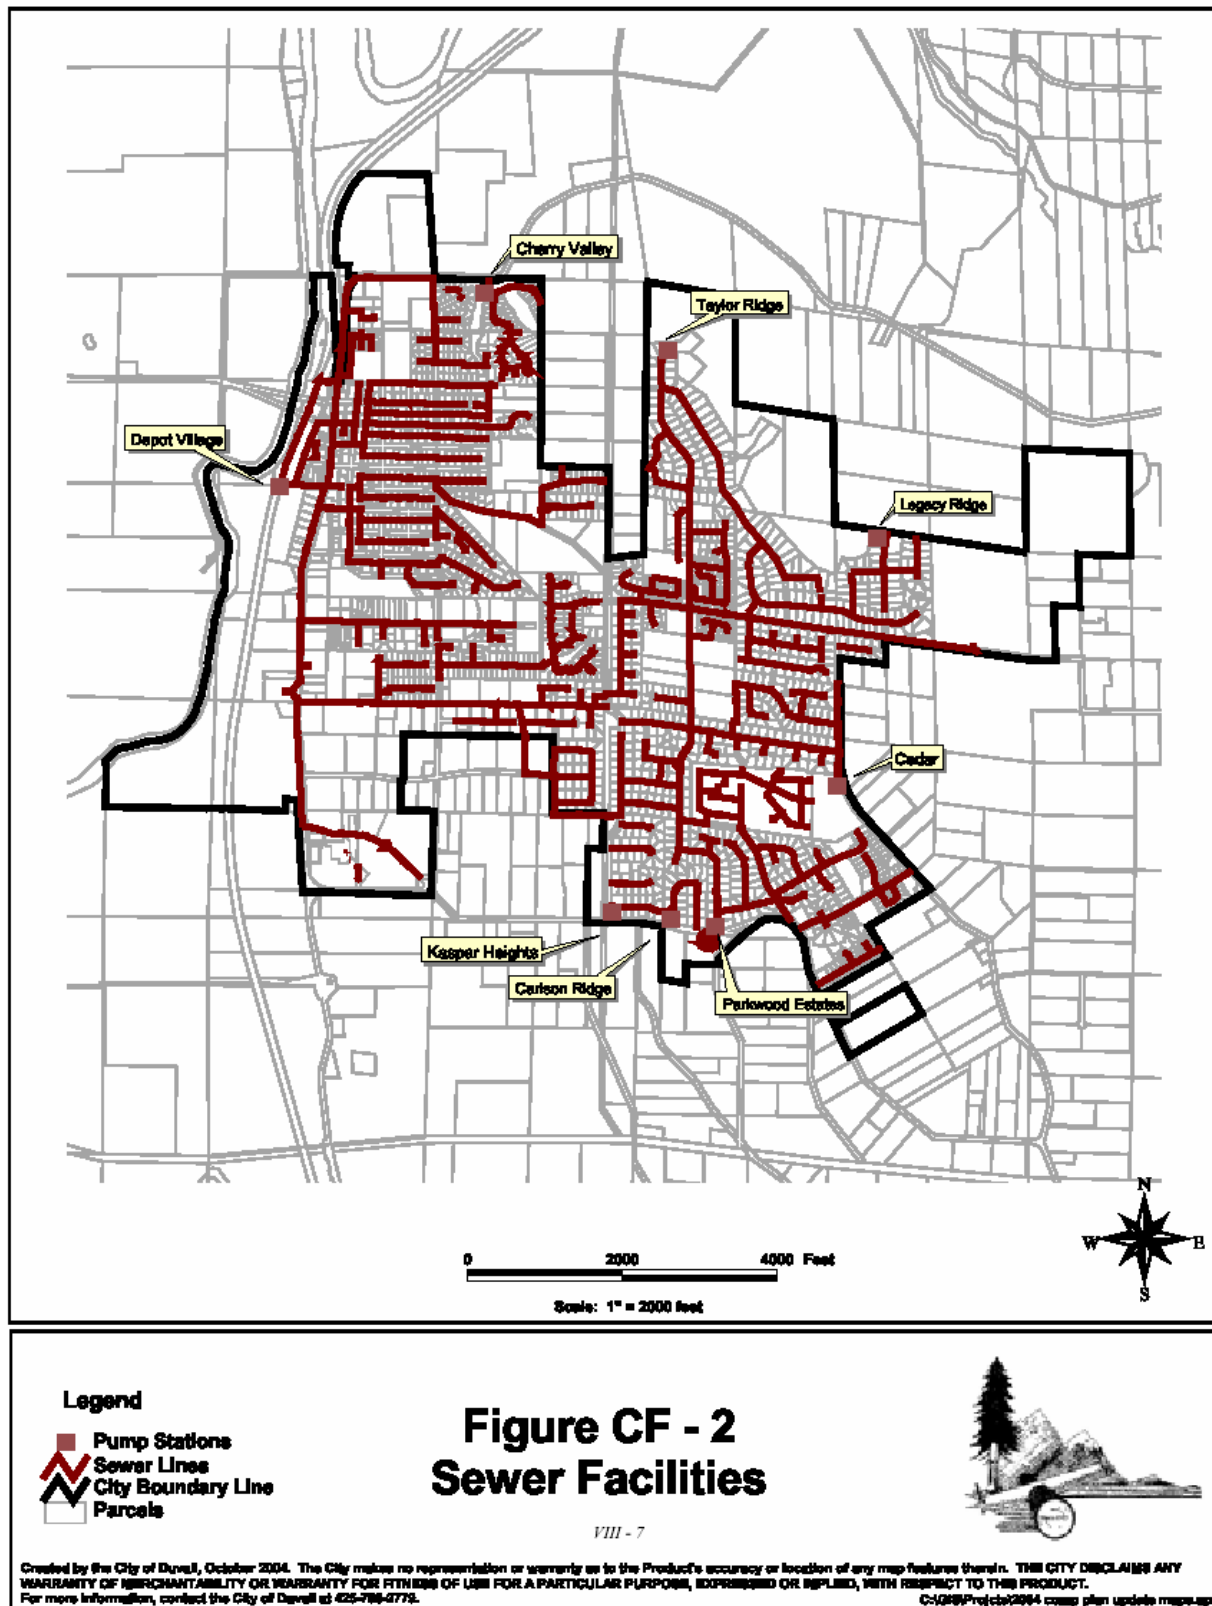 Cherry Valley
Taylor Ridge
Depot Village
Legacy Ridge
Cedar
Kaspar Heights
Carlson Ridge
Parkwood Estates
N
W E
S
0 2000 4000 Feet
Scale: 1" = 2000 feet
Legend
Pump Stations
Sewer Lines
City Boundary Line
Parcels
Figure CF - 2
Sewer Facilities
VIII - 7
Created by the City of Duvall, October 2004. The City makes no representation or warranty as to the Product's accuracy or location of any map features therein. THE CITY DISCLAIMS ANY
WARRANTY OF MERCHANTABILITY OR WARRANTY FOR FITNESS OF USE FOR A PARTICULAR PURPOSE, EXPRESSED OR IMPLIED, WITH RESPECT TO THIS PRODUCT.
For more information, contact the City of Duvall at
comp plan update